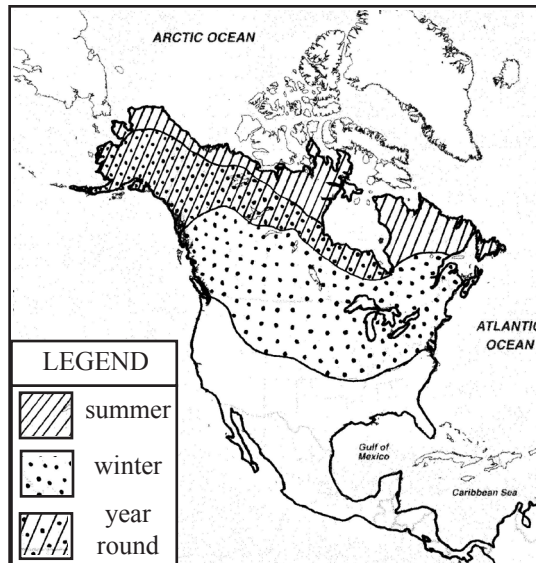 ARCTIC OCEAN
ATLANTIC
OCEAN
LEGEND
summer
winter
year
round
Gulf of
Mexico
Caribbean Sea